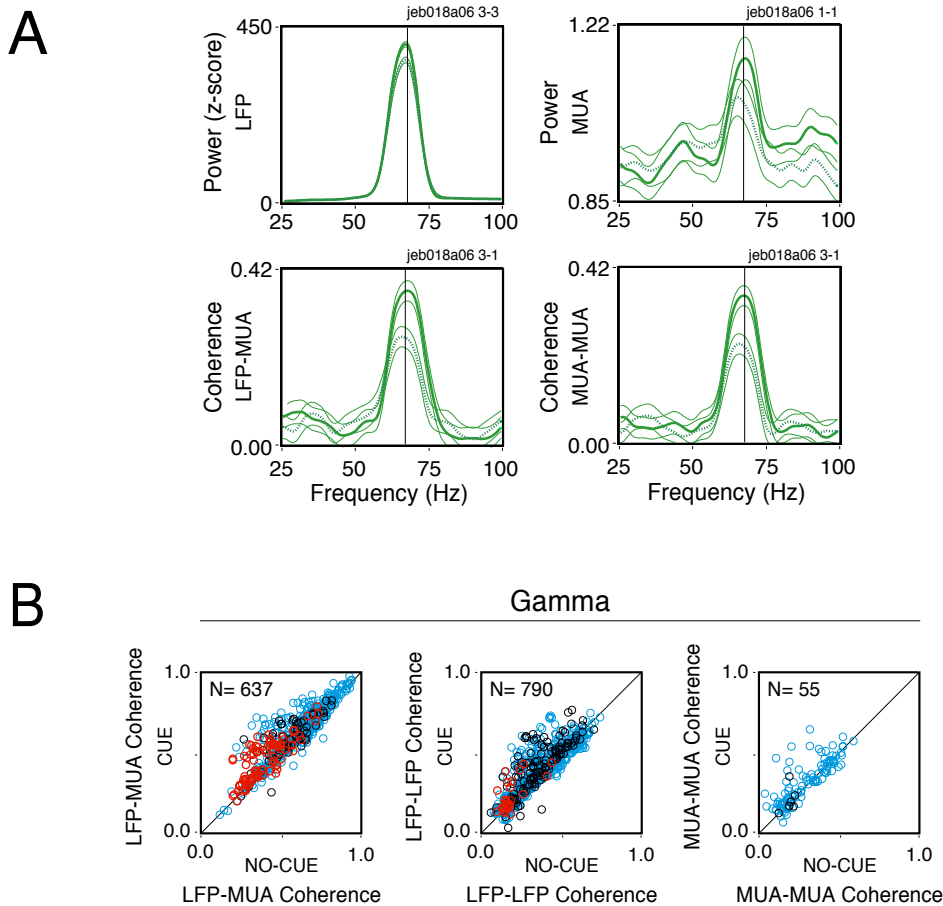 A
jeb018a06 3-3
450
Power (z-score)
LFP
0
25 50 75 100
jeb018a06 1-1
1.22
Power
MUA
0.85
25 50 75 100
jeb018a06 3-1
0.42
Coherence
LFP-MUA
0.00
25 50 75 100
Frequency (Hz)
jeb018a06 3-1
0.42
Coherence
MUA-MUA
0.00
25 50 75 100
Frequency (Hz)
B
Gamma
LFP-MUA Coherence
CUE
1.0
N= 637
0.0
0.0 1.0
NO-CUE
LFP-MUA Coherence
LFP-LFP Coherence
CUE
1.0
N= 790
0.0
0.0 1.0
NO-CUE
LFP-LFP Coherence
MUA-MUA Coherence
CUE
1.0
N= 55
0.0
0.0 1.0
NO-CUE
MUA-MUA Coherence